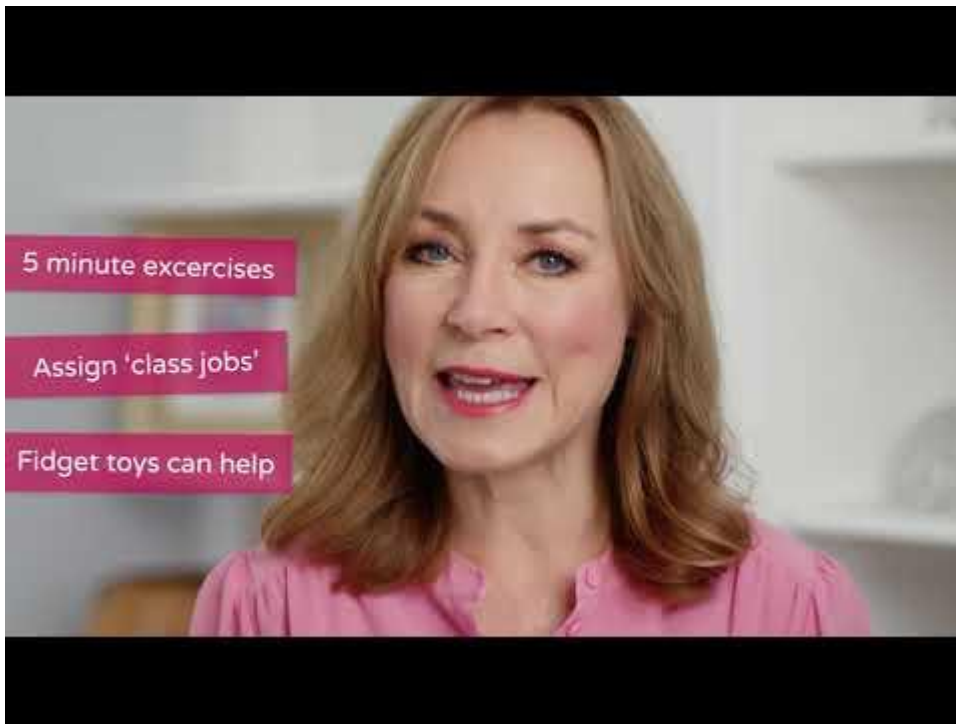 5 minute excercises
Assign ‘class jobs’
Fidget toys can help